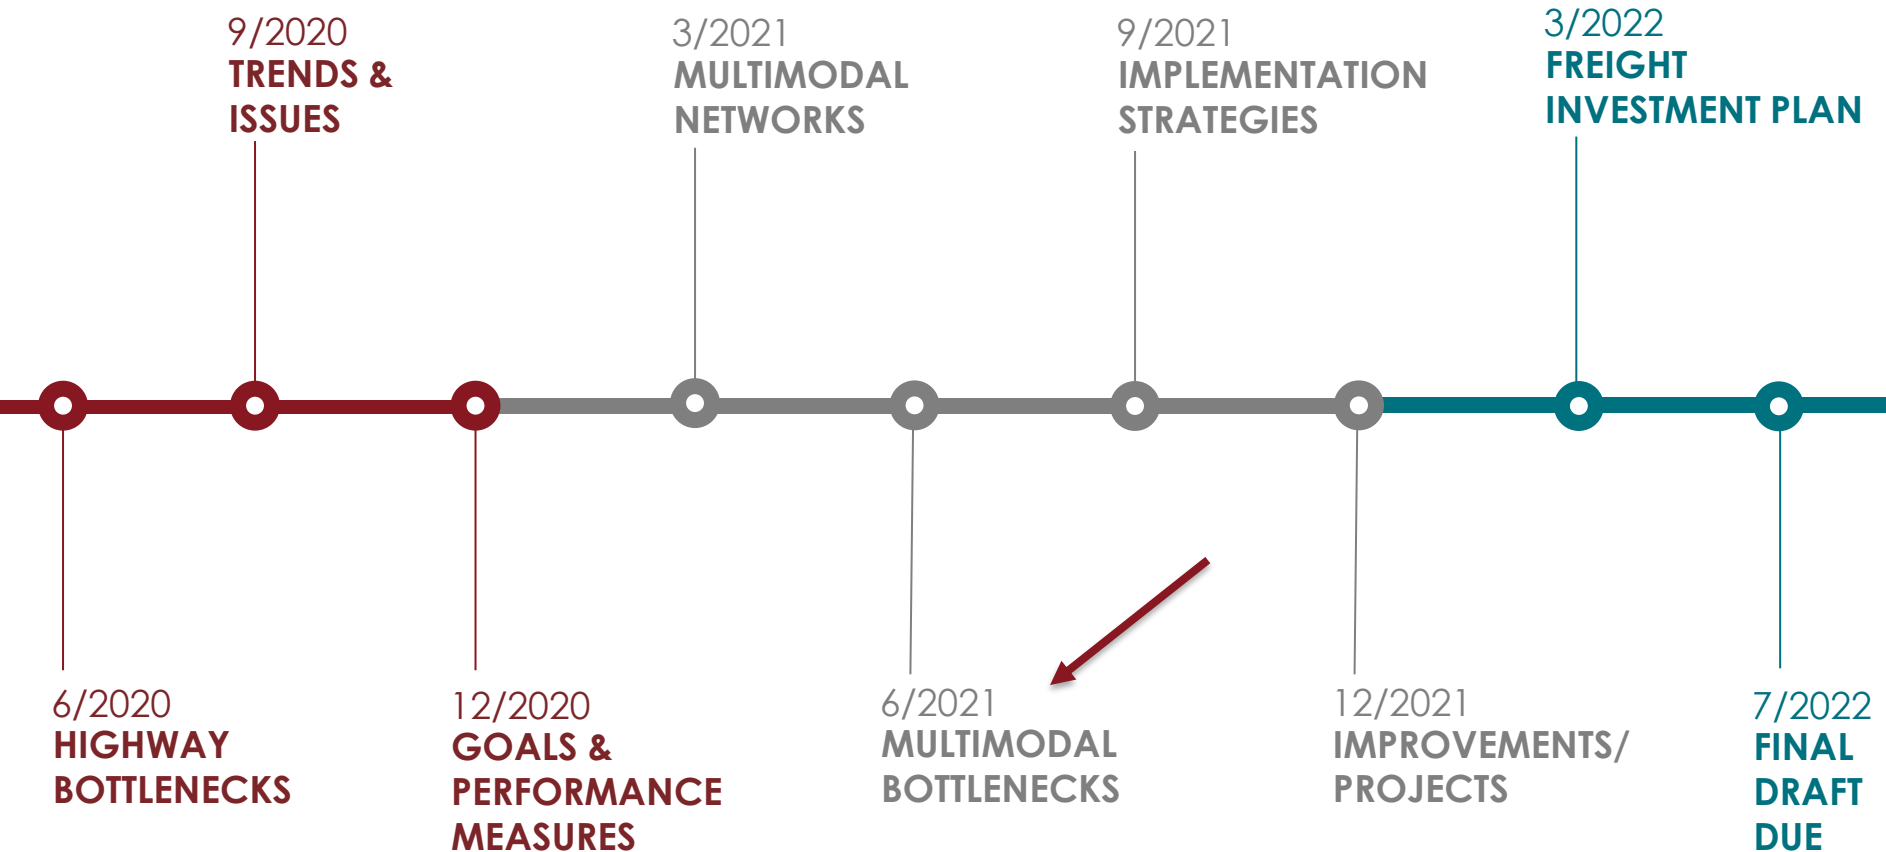 9/2020
TRENDS &
ISSUES
3/2021
MULTIMODAL
NETWORKS
9/2021
IMPLEMENTATION
STRATEGIES
3/2022
FREIGHT
INVESTMENT PLAN
6/2020
HIGHWAY
BOTTLENECKS
12/2020
GOALS &
PERFORMANCE
MEASURES
6/2021
MULTIMODAL
BOTTLENECKS
12/2021
IMPROVEMENTS/
PROJECTS
7/2022
FINAL
DRAFT
DUE